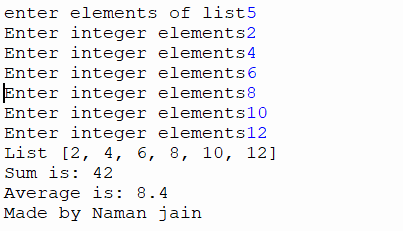 enter elements of list5
Enter integer elements2
Enter integer elements4
Enter integer elements6
Enter integer elements8
Enter integer elements10
Enter integer elements12
List [2, 4, 6, 8, 10, 12]
Sum is: 42
Average is: 8.4
Made by Naman jain